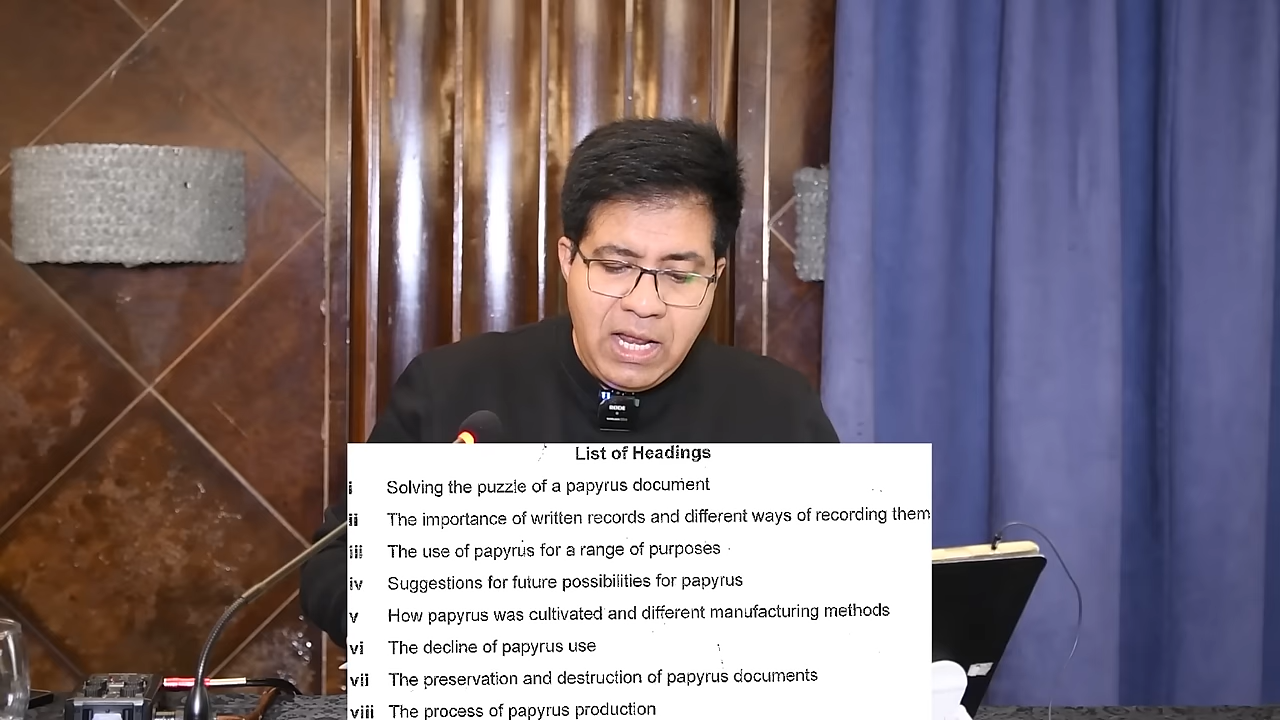 RODE
List of Headings
i Solving the puzzle of a papyrus document
ii The importance of written records and different ways of recording them
iii The use of papyrus for a range of purposes
iv Suggestions for future possibilities for papyrus
v How papyrus was cultivated and different manufacturing methods
vi The decline of papyrus use
vii The preservation and destruction of papyrus documents
viii The process of papyrus production